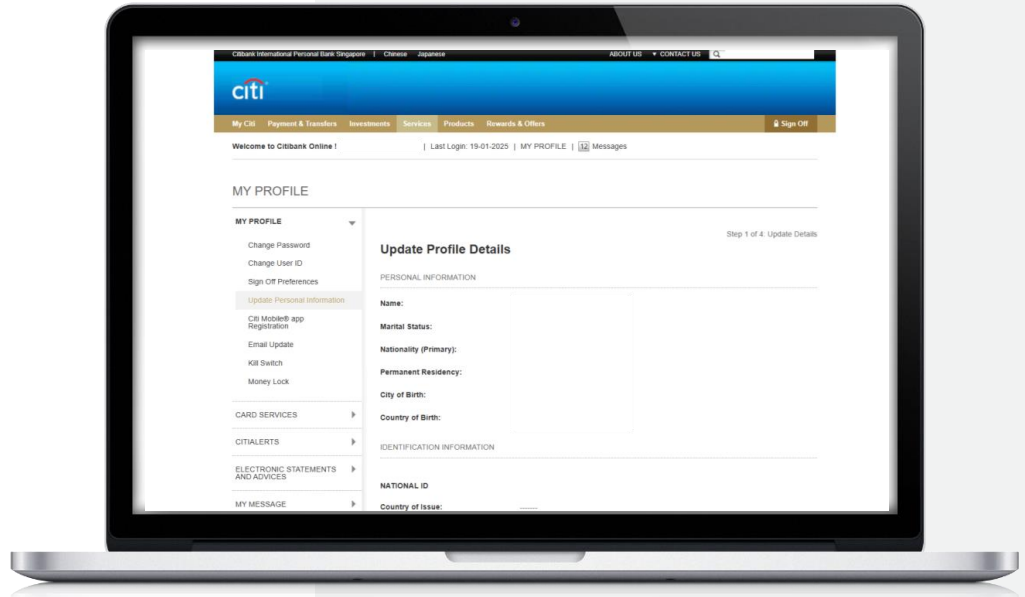 Citibank International Personal Bank Singapore | Chinese Japanese ABOUT US ▼ CONTACT US
citi
My Citi Payment & Transfers Investments Services Products Rewards & Offers Sign Off
Welcome to Citibank Online ! | Last Login: 19-01-2025 | MY PROFILE | 12 Messages
MY PROFILE
MY PROFILE
Change Password
Change User ID
Sign Off Preferences
Update Personal Information
Citi Mobile® app
Registration
Email Update
Kill Switch
Money Lock
CARD SERVICES
CITIALERTS
ELECTRONIC STATEMENTS
AND ADVICES
MY MESSAGE
Step 1 of 4: Update Details
Update Profile Details
PERSONAL INFORMATION
Name:
Marital Status:
Nationality (Primary):
Permanent Residency:
City of Birth:
Country of Birth:
IDENTIFICATION INFORMATION
NATIONAL ID
Country of Issue: